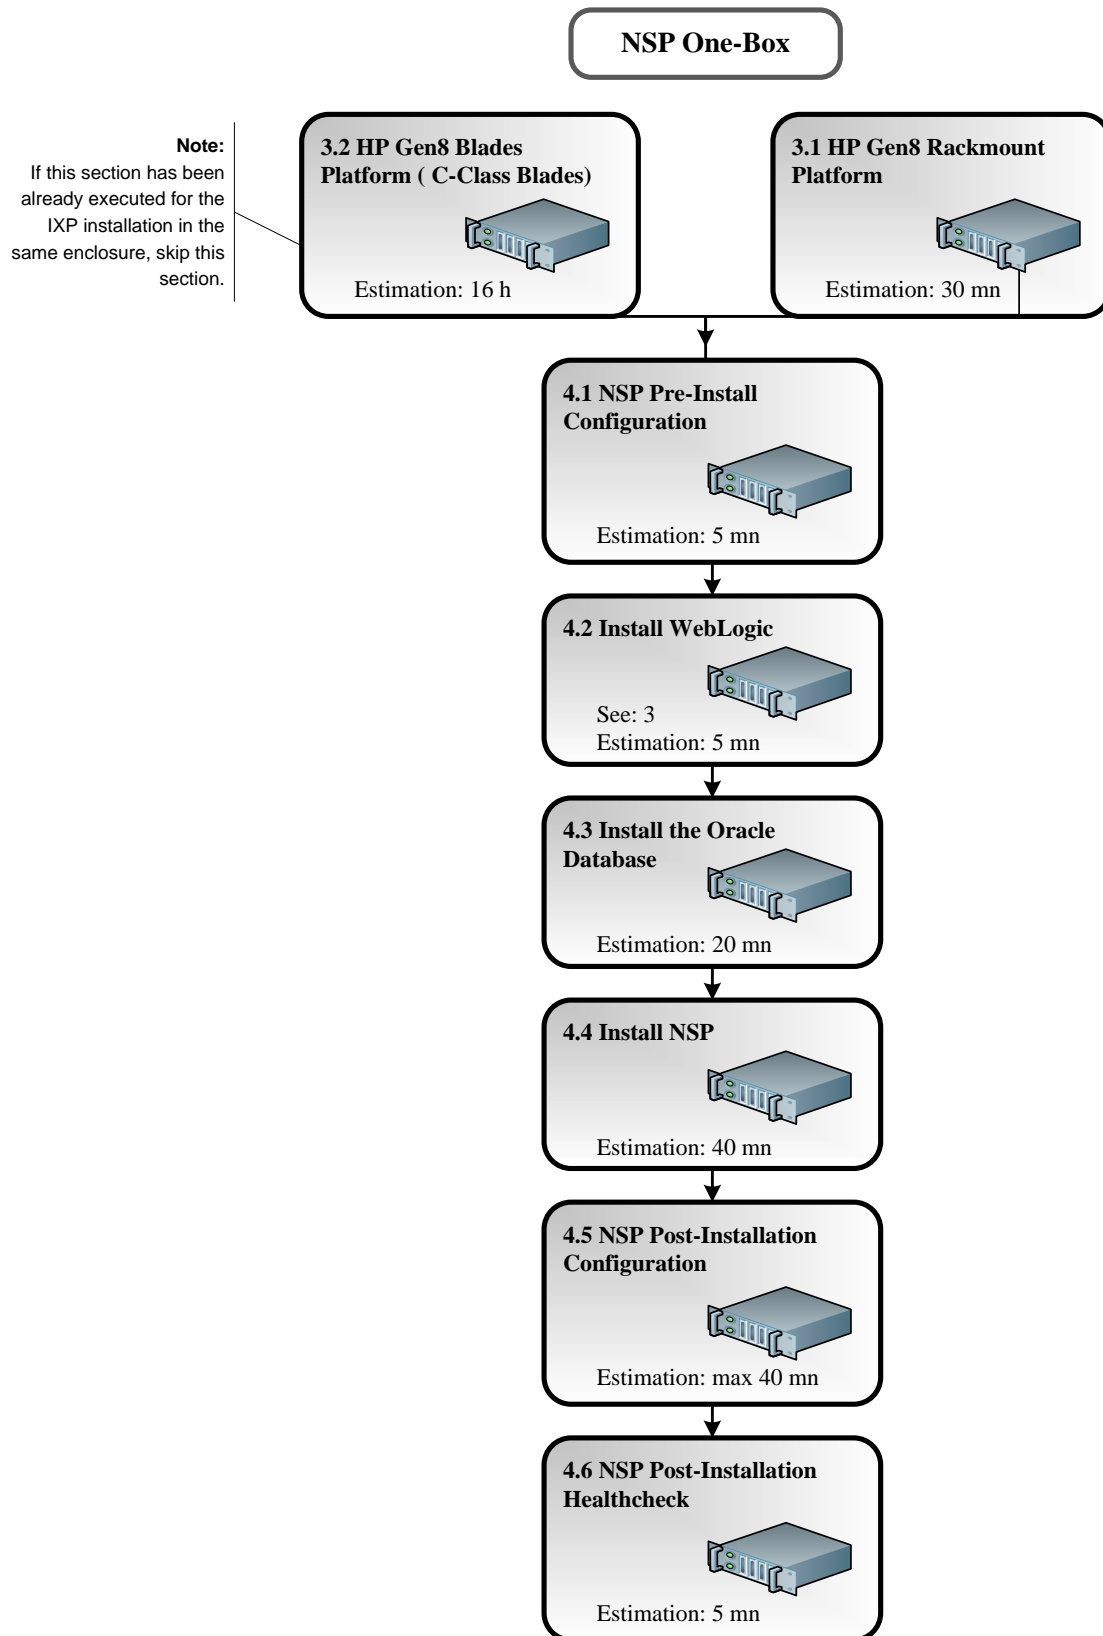 NSP One-Box
Note:
If this section has been
already executed for the
IXP installation in the
same enclosure, skip this
section.
3.2 HP Gen8 Blades
Platform ( C-Class Blades)
Estimation: 16 h
3.1 HP Gen8 Rackmount
Platform
Estimation: 30 mn
4.1 NSP Pre-Install
Configuration
Estimation: 5 mn
4.2 Install WebLogic
See: 3
Estimation: 5 mn
4.3 Install the Oracle
Database
Estimation: 20 mn
4.4 Install NSP
Estimation: 40 mn
4.5 NSP Post-Installation
Configuration
Estimation: max 40 mn
4.6 NSP Post-Installation
Healthcheck
Estimation: 5 mn